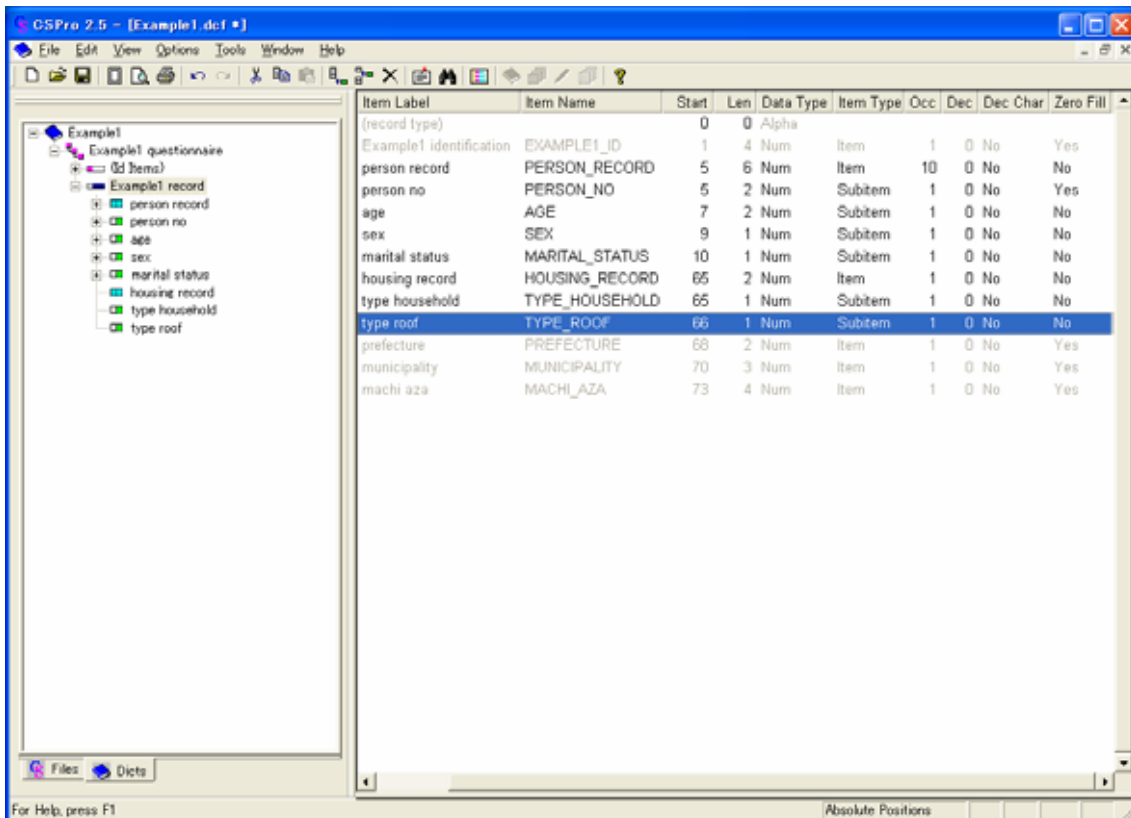 CSPro 2.5 - [Example1.dcf *]
File Edit View Options Tools Window Help
Example1
Example1 questionnaire
(Id Items)
Example1 record
person record
person no
age
sex
marital status
housing record
type household
type roof
Files Dicts
Item Label Item Name Start Len Data Type Item Type Occ Dec Dec Char Zero Fill
(record type) 0 0 Alpha
Example1 identification EXAMPLE1_ID 1 4 Num Item 1 0 No Yes
person record PERSON_RECORD 5 6 Num Item 10 0 No No
person no PERSON_NO 5 2 Num Subitem 1 0 No Yes
age AGE 7 2 Num Subitem 1 0 No No
sex SEX 9 1 Num Subitem 1 0 No No
marital status MARITAL_STATUS 10 1 Num Subitem 1 0 No No
housing record HOUSING_RECORD 65 2 Num Item 1 0 No No
type household TYPE_HOUSEHOLD 65 1 Num Subitem 1 0 No No
type roof TYPE_ROOF 66 1 Num Subitem 1 0 No No
prefecture PREFECTURE 68 2 Num Item 1 0 No Yes
municipality MUNICIPALITY 70 3 Num Item 1 0 No Yes
machi aza MACHI_AZA 73 4 Num Item 1 0 No Yes
For Help, press F1 Absolute Positions